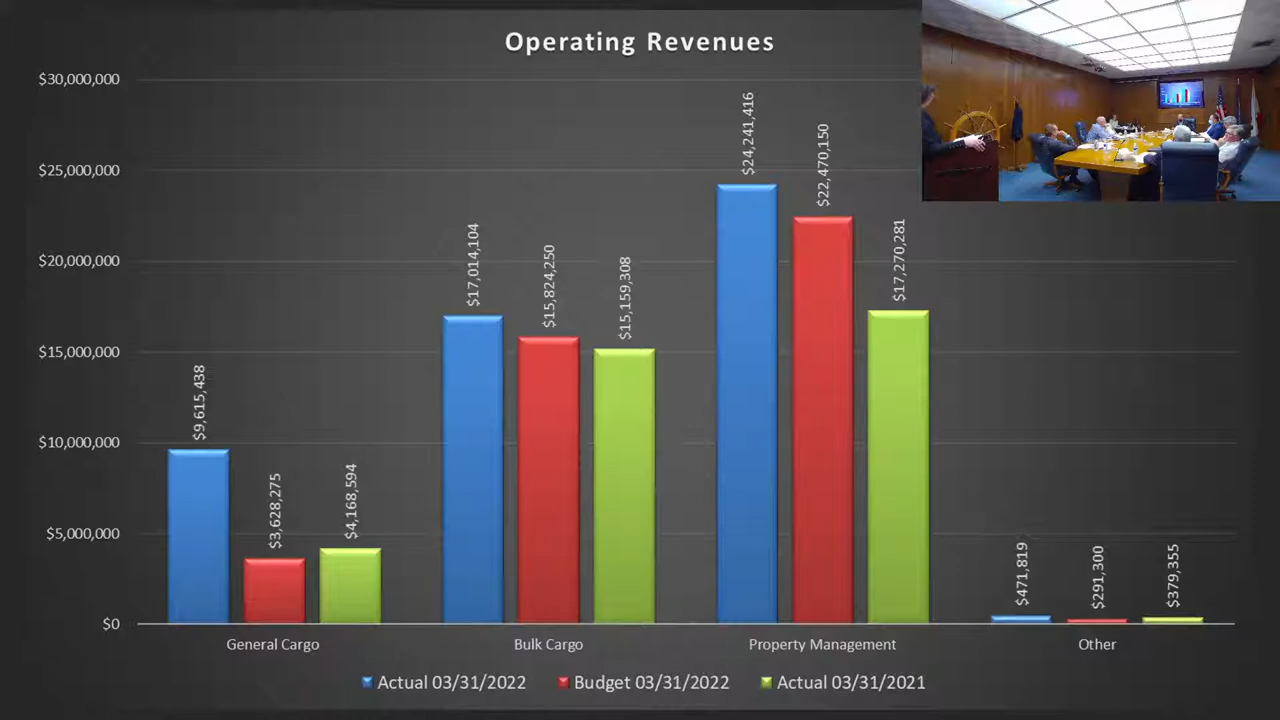 Operating Revenues
$30,000,000
$25,000,000
$20,000,000
$15,000,000
$10,000,000
$5,000,000
$0
$9,615,438
$3,628,275
$4,168,594
$17,014,104
$15,824,250
$15,159,308
$24,241,416
$22,470,150
$17,270,281
$471,819
$291,300
$379,355
General Cargo
Bulk Cargo
Property Management
Other
Actual 03/31/2022
Budget 03/31/2022
Actual 03/31/2021